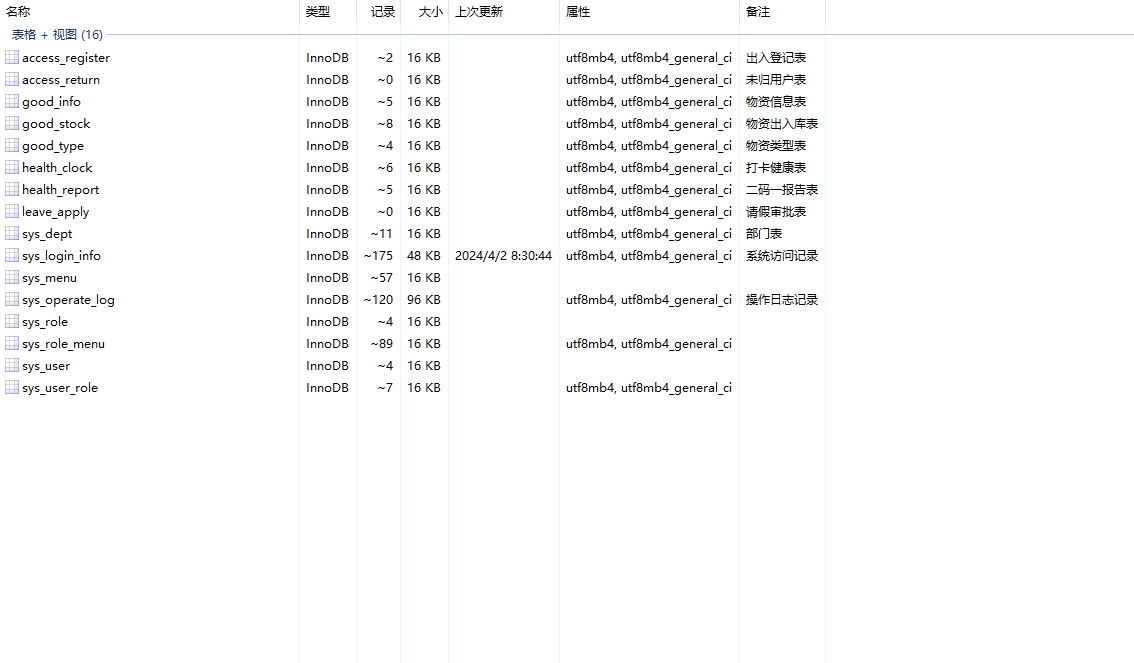 名称 类型 记录 大小 上次更新 属性 备注
表格 + 视图 (16)
access_register InnoDB ~2 16 KB utf8mb4, utf8mb4_general_ci 出入登记表
access_return InnoDB ~0 16 KB utf8mb4, utf8mb4_general_ci 未归用户表
good_info InnoDB ~5 16 KB utf8mb4, utf8mb4_general_ci 物资信息表
good_stock InnoDB ~8 16 KB utf8mb4, utf8mb4_general_ci 物资出入库表
good_type InnoDB ~4 16 KB utf8mb4, utf8mb4_general_ci 物资类型表
health_clock InnoDB ~6 16 KB utf8mb4, utf8mb4_general_ci 打卡健康表
health_report InnoDB ~5 16 KB utf8mb4, utf8mb4_general_ci 二码一报告表
leave_apply InnoDB ~0 16 KB utf8mb4, utf8mb4_general_ci 请假审批表
sys_dept InnoDB ~11 16 KB utf8mb4, utf8mb4_general_ci 部门表
sys_login_info InnoDB ~175 48 KB 2024/4/2 8:30:44 utf8mb4, utf8mb4_general_ci 系统访问记录
sys_menu InnoDB ~57 16 KB
sys_operate_log InnoDB ~120 96 KB utf8mb4, utf8mb4_general_ci 操作日志记录
sys_role InnoDB ~4 16 KB
sys_role_menu InnoDB ~89 16 KB utf8mb4, utf8mb4_general_ci
sys_user InnoDB ~4 16 KB
sys_user_role InnoDB ~7 16 KB utf8mb4, utf8mb4_general_ci